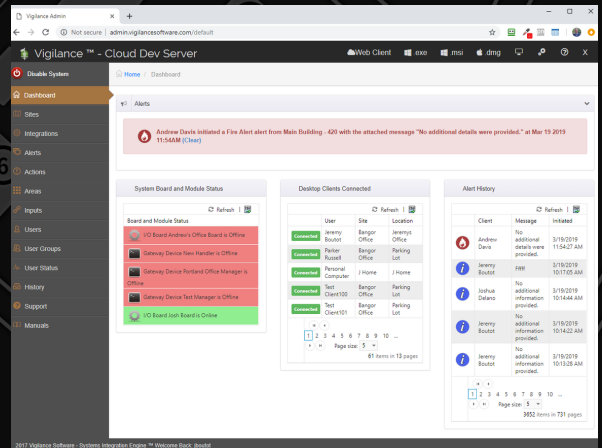 Vigilance Admin
Not secure | admin.vigilancesoftware.com/default
Vigilance ™ - Cloud Dev Server
Web Client .exe .msi .dmg X
Disable System
Home / Dashboard
Dashboard
Sites
Integrations
Alerts
Actions
Areas
Inputs
Users
User Groups
User Status
History
Support
Manuals
Alerts
Andrew Davis initiated a Fire Alert alert from Main Building - 420 with the attached message "No additional details were provided." at Mar 19 2019
11:54AM (Clear)
System Board and Module Status
Refresh |
Board and Module Status
I/O Board Andrew's Office Board is Offline
Gateway Device New Handler is Offline
Gateway Device Portland Office Manager is
Offline
Gateway Device Test Manager is Offline
I/O Board Josh Board is Online
Desktop Clients Connected
Refresh |
User Site Location
Connected Jeremy Boutot Bangor Office Jeremys Office
Connected Parker Russell Bangor Office Parking Lot
Connected Personal Computer J Home J Home
Connected Test Client100 Bangor Office Parking Lot
Connected Test Client101 Bangor Office Parking Lot
1 2 3 4 5 6 7 8 9 10 ...
Page size: 5
61 items in 13 pages
Alert History
Refresh |
Client Message Initiated
Andrew Davis No additional details were provided. 3/19/2019 11:54:27 AM
Jeremy Boutot 3/19/2019 10:17:05 AM
Joshua Delano No additional information provided. 3/19/2019 10:14:44 AM
Jeremy Boutot No additional information provided. 3/19/2019 10:14:22 AM
Jeremy Boutot No additional information provided. 3/19/2019 10:13:28 AM
1 2 3 4 5 6 7 8 9 10 ...
Page size: 5
3652 items in 731 pages
2017 Vigilance Software - Systems Integration Engine ™ Welcome Back: jboutot